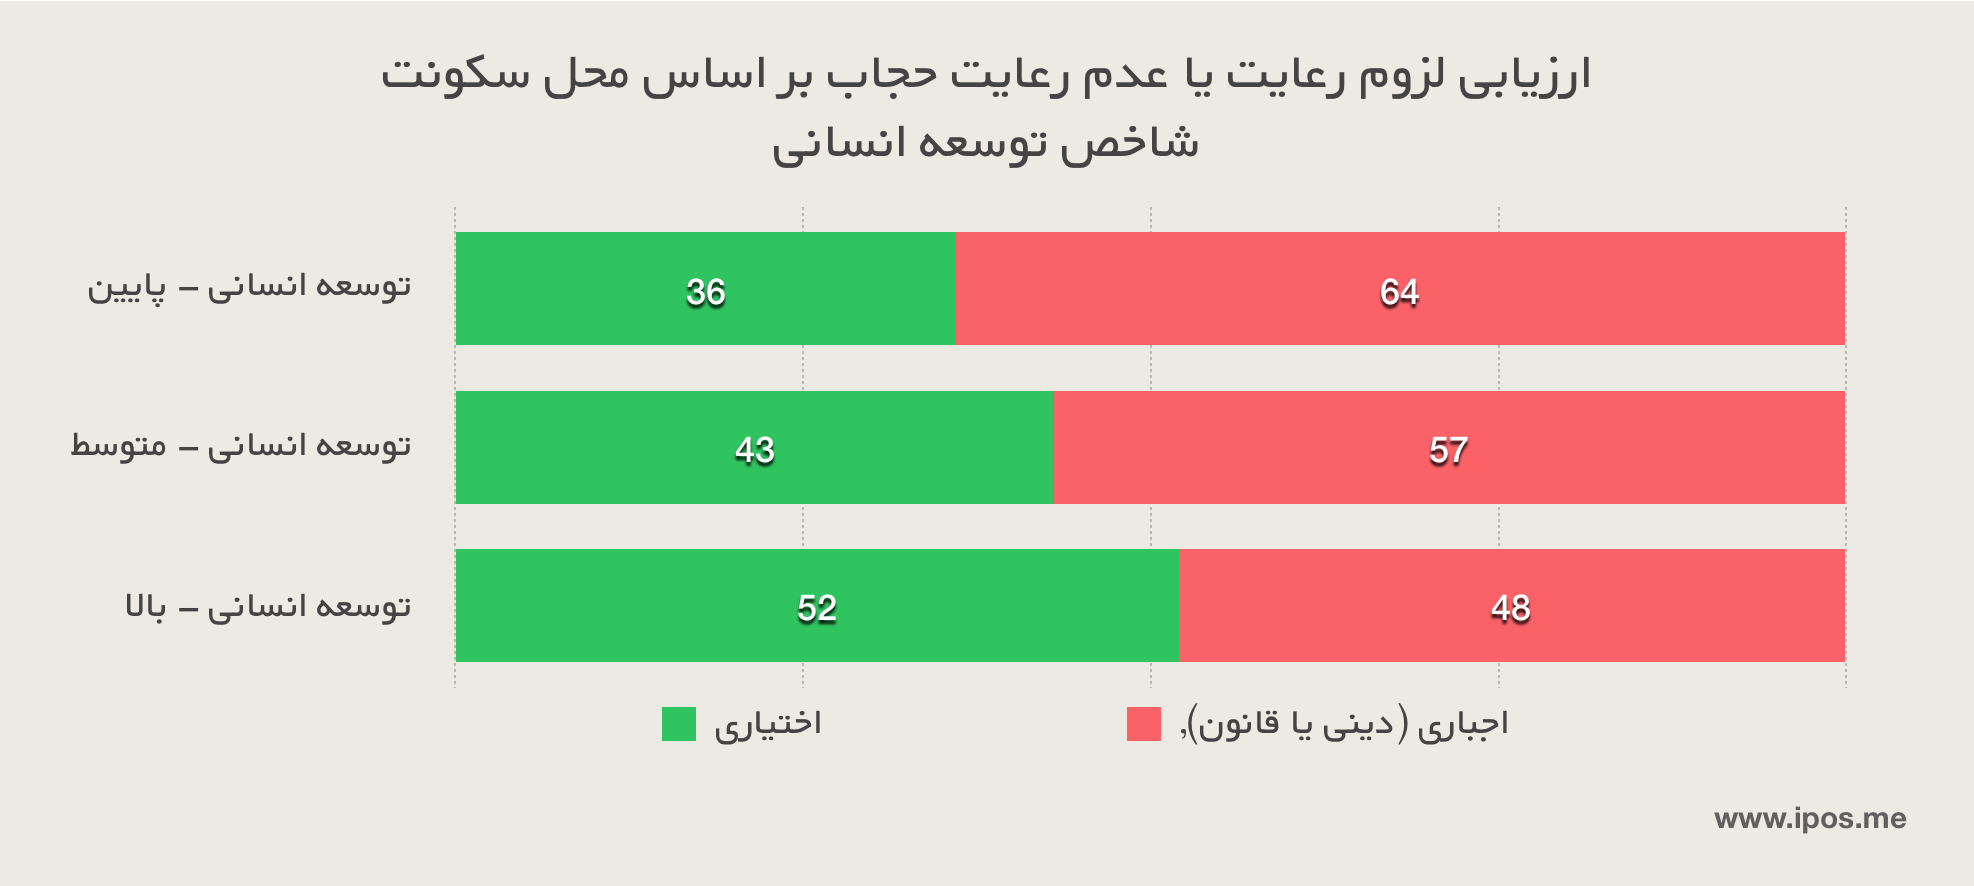 ارزیابی لزوم رعایت یا عدم رعایت حجاب بر اساس محل سکونت
شاخص توسعه انسانی
توسعه انسانی – پایین
36
64
توسعه انسانی – متوسط
43
57
توسعه انسانی – بالا
52
48
اختیاری
اجباری (دینی یا قانون),
www.ipos.me